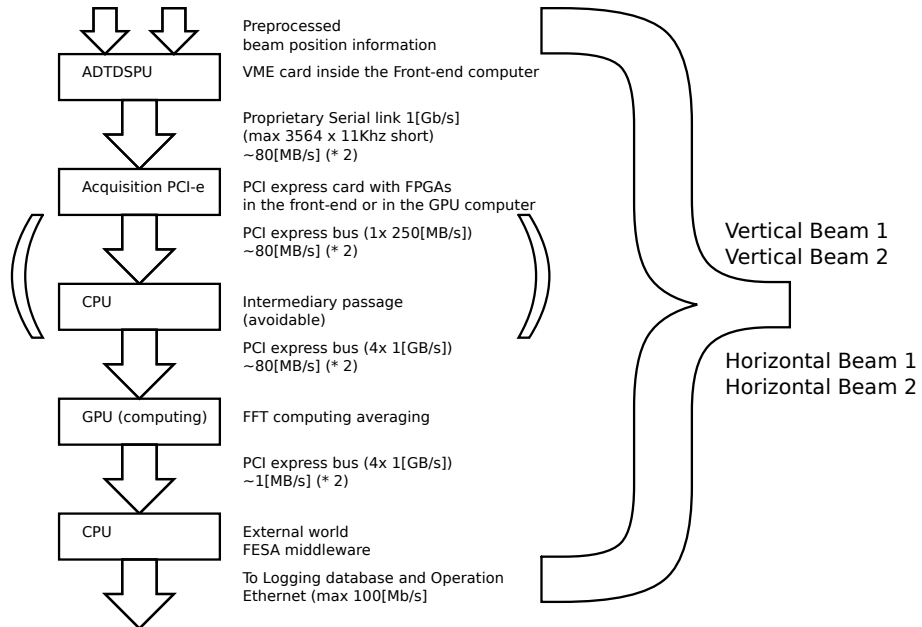 Preprocessed
beam position information
ADTDSPU
VME card inside the Front-end computer
Proprietary Serial link 1[Gb/s]
(max 3564 x 11Khz short)
~80[MB/s] (* 2)
Acquisition PCI-e
PCI express card with FPGAs
in the front-end or in the GPU computer
PCI express bus (1x 250[MB/s])
~80[MB/s] (* 2)
CPU
Intermediary passage
(avoidable)
PCI express bus (4x 1[GB/s])
~80[MB/s] (* 2)
GPU (computing)
FFT computing averaging
PCI express bus (4x 1[GB/s])
~1[MB/s] (* 2)
CPU
External world
FESA middleware
To Logging database and Operation
Ethernet (max 100[Mb/s]
Vertical Beam 1
Vertical Beam 2
Horizontal Beam 1
Horizontal Beam 2